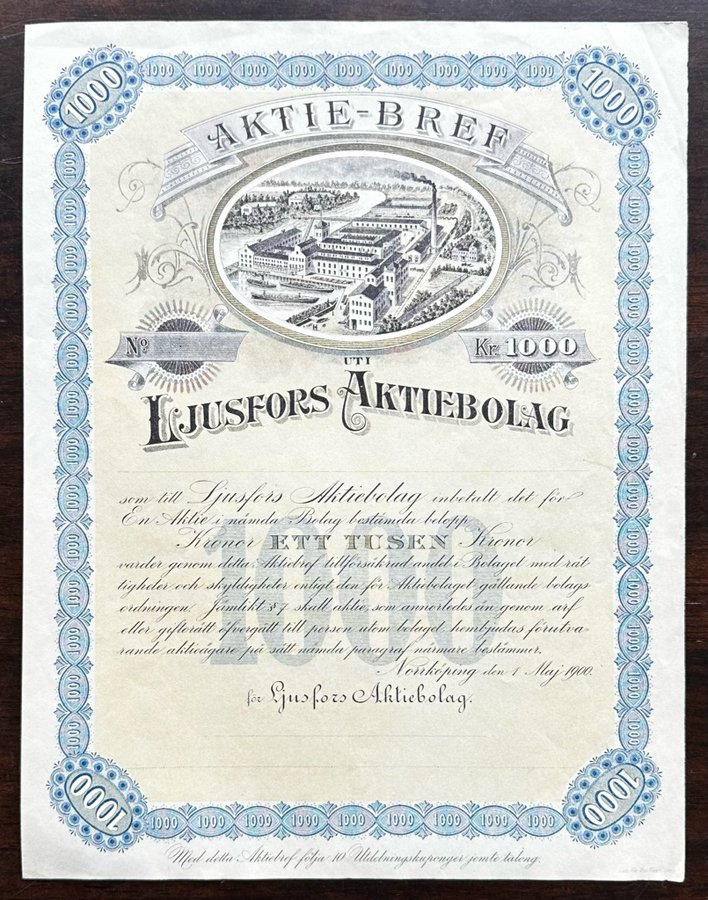 1000 1000 1000 1000 1000 1000 1000 1000 1000 1000 1000
AKTIE-BREF
No
Kr. 1000
UTI
LJUSFORS AKTIEBOLAG
som till Ljusfors Aktiebolag inbetalt det för
En Aktie i nämda Bolag bestämda belopp
Kronor ETT TUSEN Kronor
varder genom detta Aktiebref tillförsäkrad andel i Bolaget med rät
tigheter och skyldigheter enligt den för Aktiebolaget gällande bolags
ordningen. Jämlikt § 7 skall aktie, som annorledes än genom arf
eller giftorätt öfvergått till person utom bolaget hembjudas förutva-
rande aktieägare på sätt nämda paragraf närmare bestämmer.
1000
Norrköping den 1 Maj 1900.
för Ljusfors Aktiebolag.
1000 1000 1000 1000 1000 1000 1000 1000 1000 1000 1000
Med detta Aktiebref följa 10 Utdelningskuponger jemte talong.